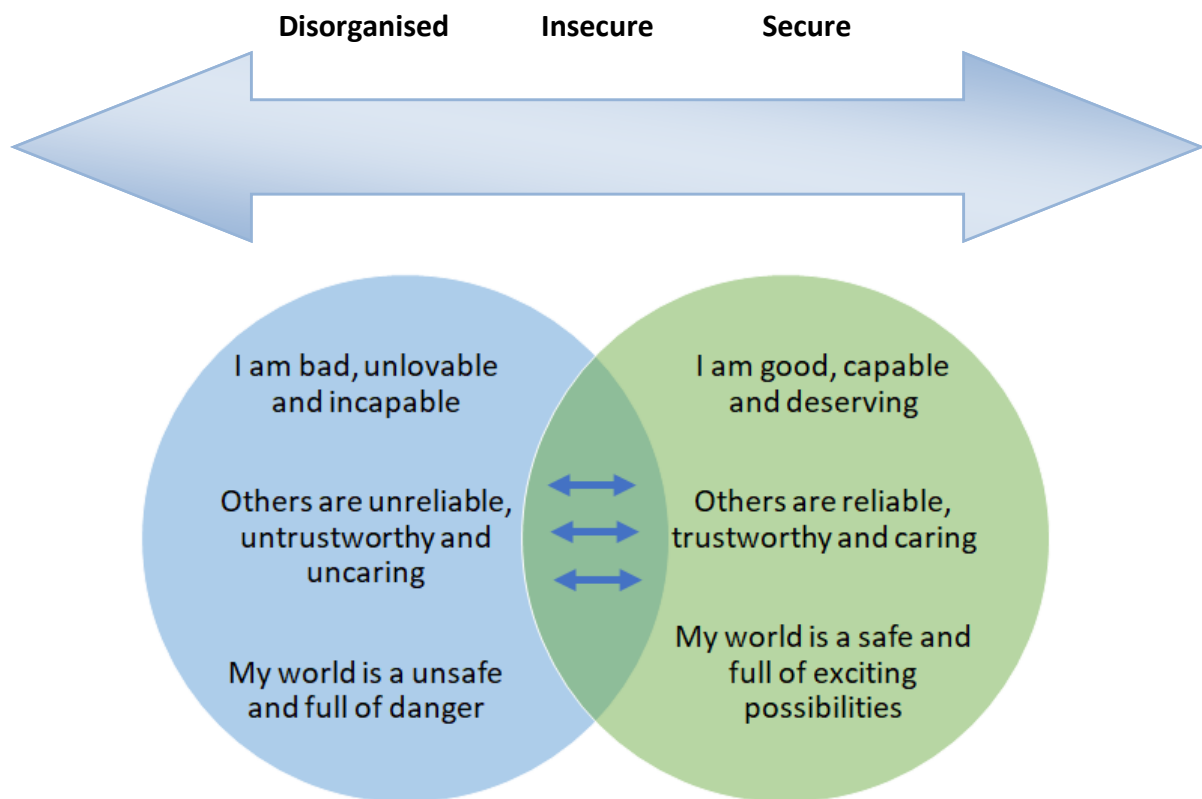 Disorganised Insecure Secure
I am bad, unlovable
and incapable
Others are unreliable,
untrustworthy and
uncaring
My world is a unsafe
and full of danger
I am good, capable
and deserving
Others are reliable,
trustworthy and caring
My world is a safe and
full of exciting
possibilities